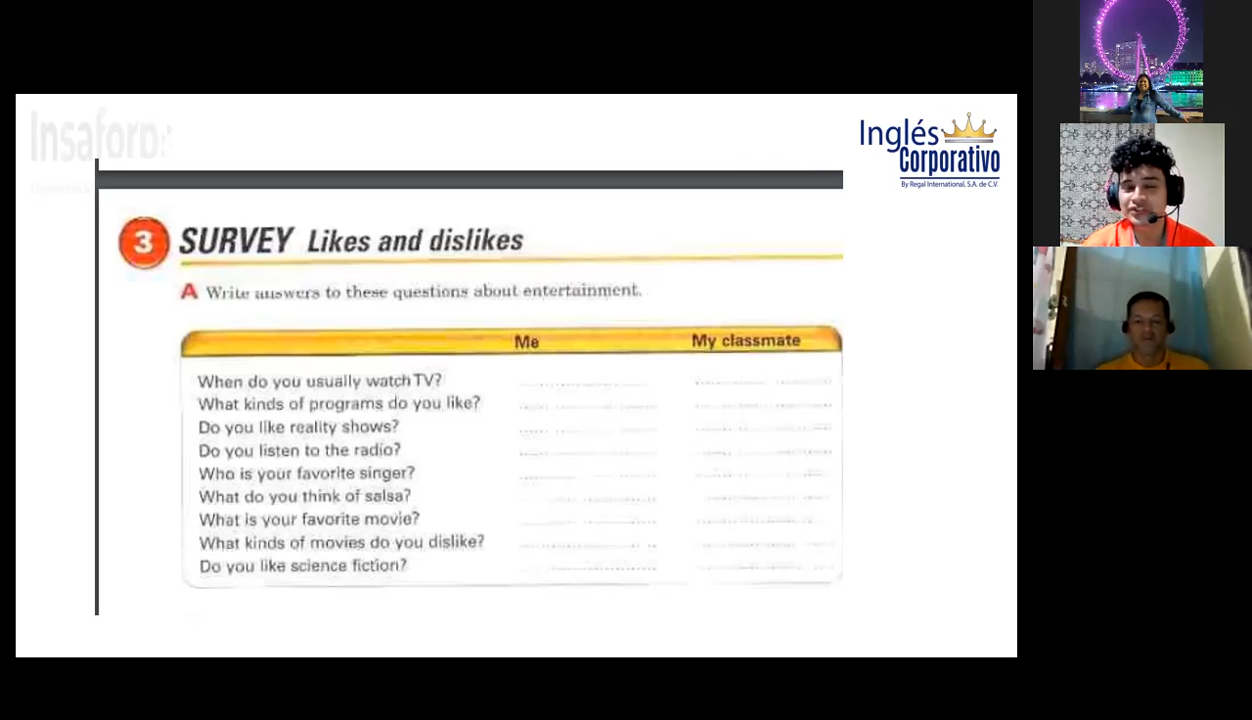 Insaforp
Inglés
Corporativo
By Regal International, S.A. de C.V.
3 SURVEY Likes and dislikes
A Write answers to these questions about entertainment.
Me My classmate
When do you usually watch TV?
What kinds of programs do you like?
Do you like reality shows?
Do you listen to the radio?
Who is your favorite singer?
What do you think of salsa?
What is your favorite movie?
What kinds of movies do you dislike?
Do you like science fiction?